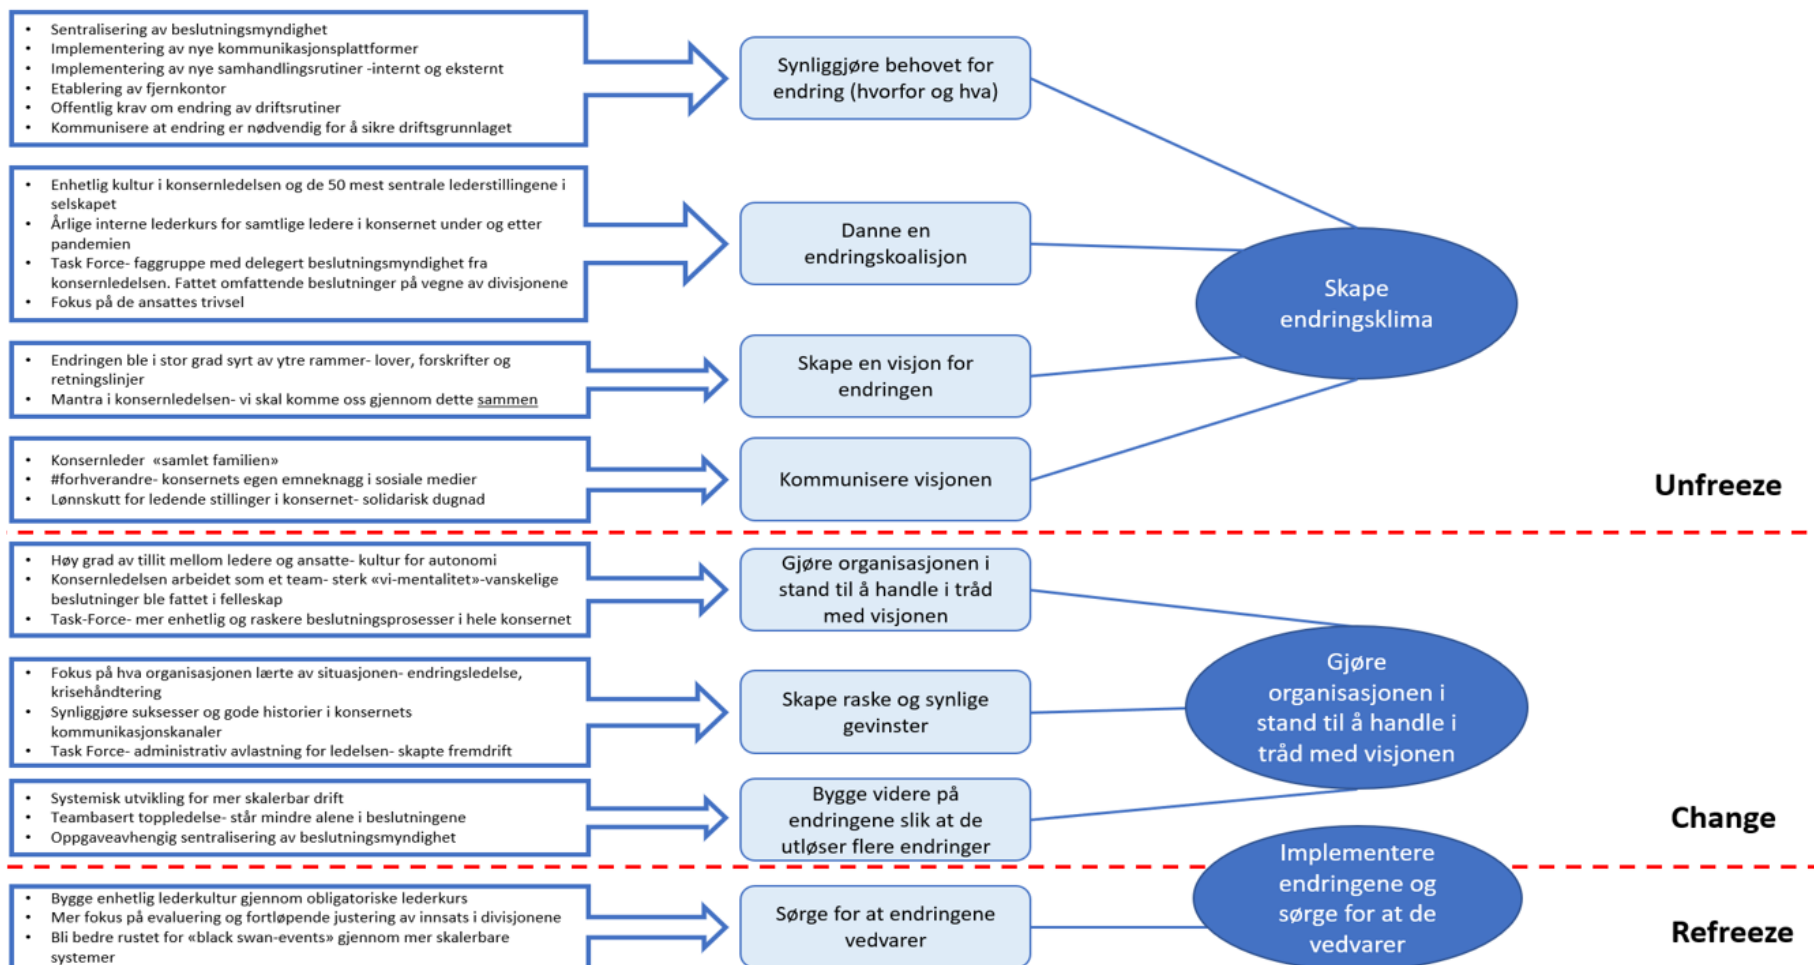 • Sentralisering av beslutningsmyndighet
• Implementering av nye kommunikasjonsplattformer
• Implementering av nye samhandlingsrutiner -internt og eksternt
• Etablering av fjernkontor
• Offentlig krav om endring av driftsrutiner
• Kommunisere at endring er nødvendig for å sikre driftsgrunnlaget
Synliggjøre behovet for
endring (hvorfor og hva)
• Enhetlig kultur i konsernledelsen og de 50 mest sentrale lederstillingene i
selskapet
• Årlige interne lederkurs for samtlige ledere i konsernet under og etter
pandemien
• Task Force- faggruppe med delegert beslutningsmyndighet fra
konsernledelsen. Fattet omfattende beslutninger på vegne av divisjonene
• Fokus på de ansattes trivsel
Danne en
endringskoalisjon
Skape
endringsklima
• Endringen ble i stor grad syrt av ytre rammer- lover, forskrifter og
retningslinjer
• Mantra i konsernledelsen- vi skal komme oss gjennom dette sammen
Skape en visjon for
endringen
• Konsernleder «samlet familien»
• #forhverandre- konsernets egen emneknagg i sosiale medier
• Lønnskutt for ledende stillinger i konsernet- solidarisk dugnad
Kommunisere visjonen
Unfreeze
• Høy grad av tillit mellom ledere og ansatte- kultur for autonomi
• Konsernledelsen arbeidet som et team- sterk «vi-mentalitet»-vanskelige
beslutninger ble fattet i felleskap
• Task-Force- mer enhetlig og raskere beslutningsprosesser i hele konsernet
Gjøre organisasjonen i
stand til å handle i tråd
med visjonen
• Fokus på hva organisasjonen lærte av situasjonen- endringsledelse,
krisehåndtering
• Synliggjøre suksesser og gode historier i konsernets
kommunikasjonskanaler
• Task Force- administrativ avlastning for ledelsen- skapte fremdrift
Skape raske og synlige
gevinster
Gjøre
organisasjonen i
stand til å handle i
tråd med visjonen
• Systemisk utvikling for mer skalerbar drift
• Teambasert toppledelse- står mindre alene i beslutningene
• Oppgaveavhengig sentralisering av beslutningsmyndighet
Bygge videre på
endringene slik at de
utløser flere endringer
Change
• Bygge enhetlig lederkultur gjennom obligatoriske lederkurs
• Mer fokus på evaluering og fortløpende justering av innsats i divisjonene
• Bli bedre rustet for «black swan-events» gjennom mer skalerbare
systemer
Sørge for at endringene
vedvarer
Implementere
endringene og
sørge for at de
vedvarer
Refreeze